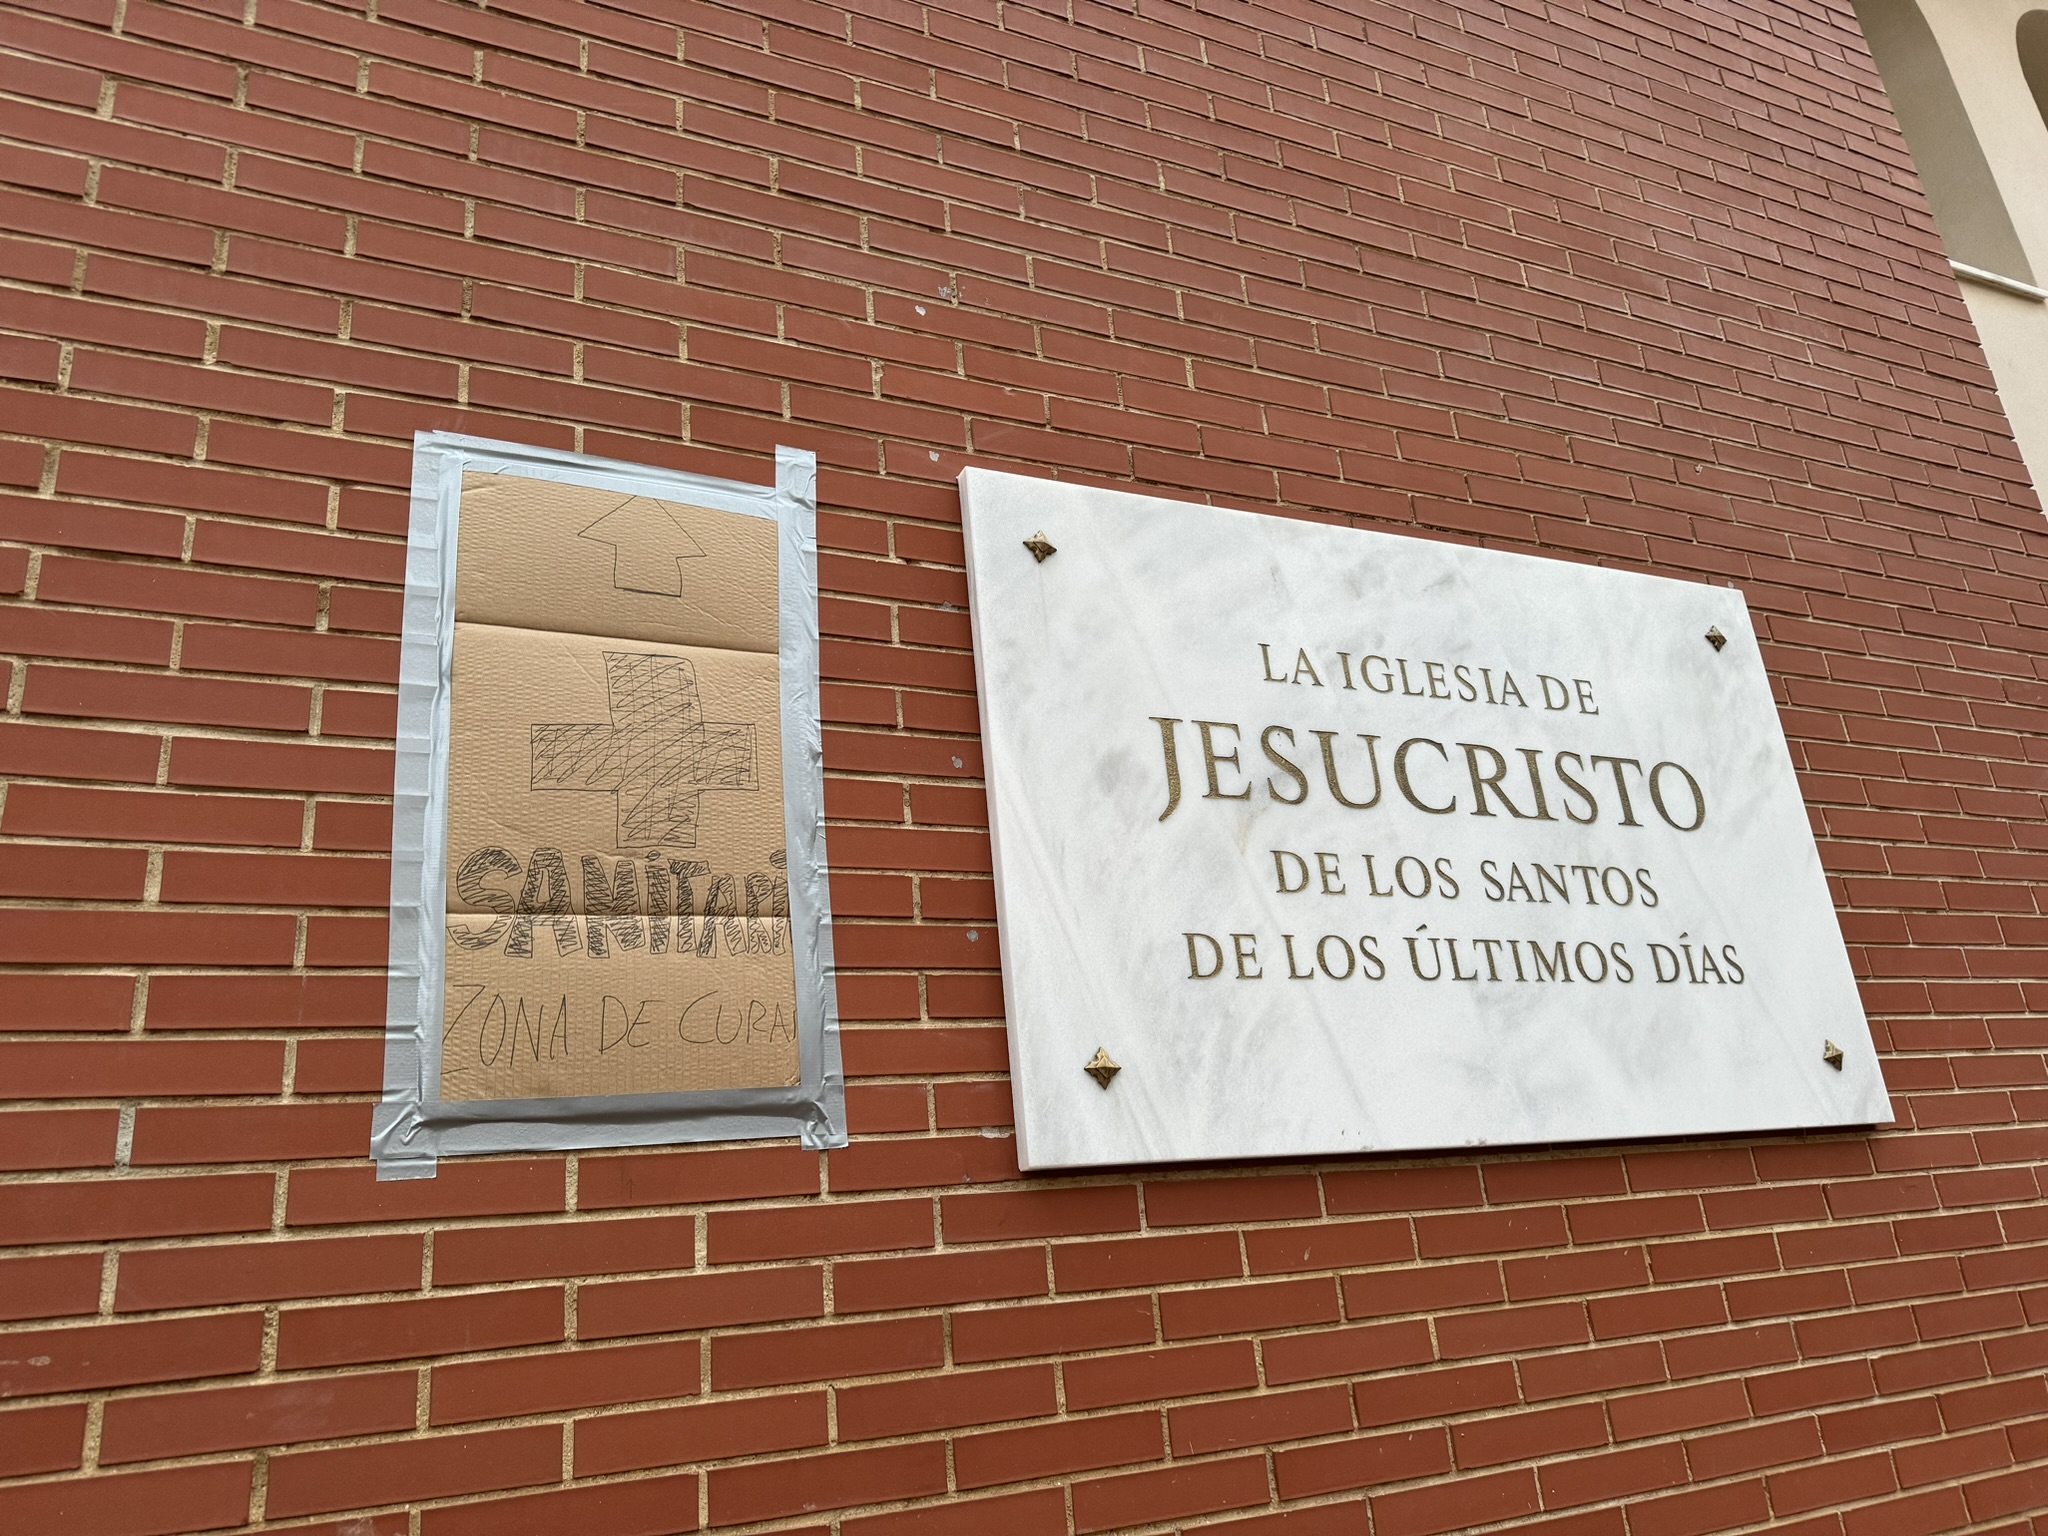 SANITARI
ZONA DE CURA
LA IGLESIA DE
JESUCRISTO
DE LOS SANTOS
DE LOS ÚLTIMOS DÍAS